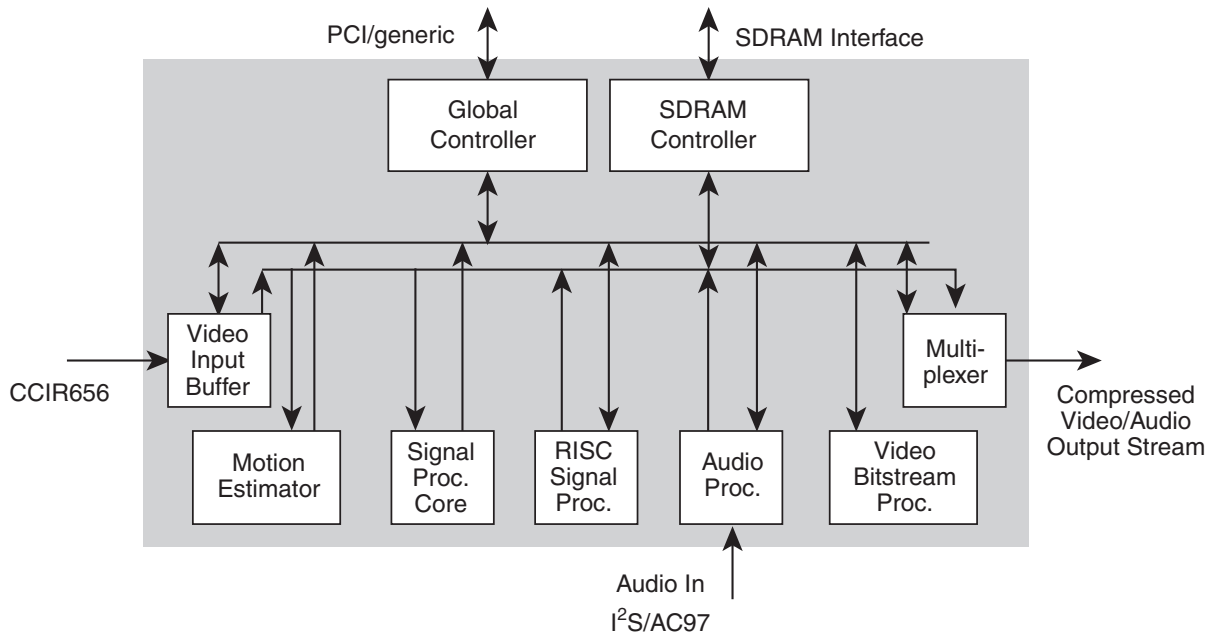 PCI/generic
SDRAM Interface
Global
Controller
SDRAM
Controller
Video
Input
Buffer
CCIR656
Multi-
plexer
Compressed
Video/Audio
Output Stream
Motion
Estimator
Signal
Proc.
Core
RISC
Signal
Proc.
Audio
Proc.
Video
Bitstream
Proc.
Audio In
I²S/AC97